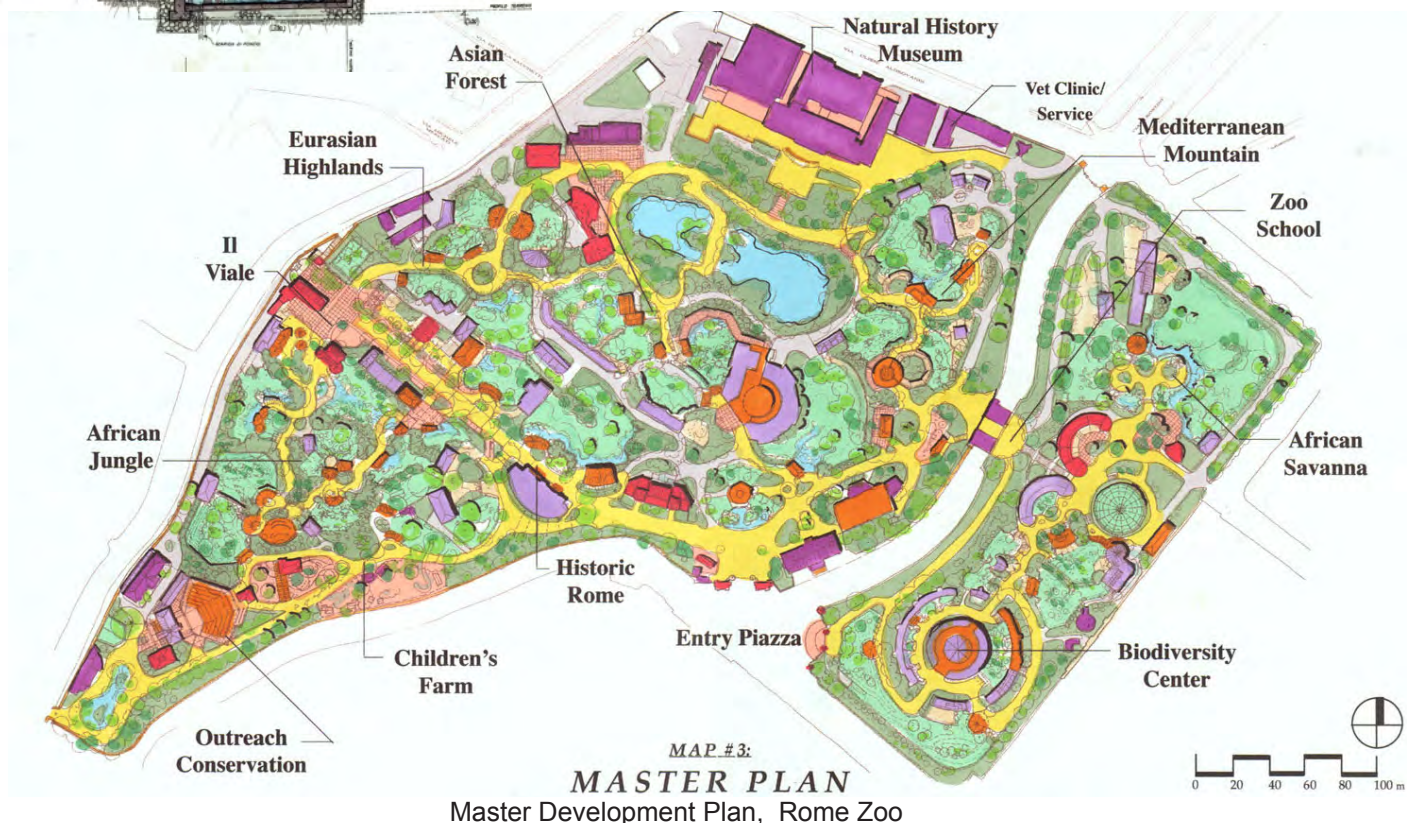 Natural History
Museum
Asian
Forest
Vet Clinic/
Service
Mediterranean
Mountain
Eurasian
Highlands
Zoo
School
Il
Viale
African
Jungle
African
Savanna
Historic
Rome
Entry Piazza
Biodiversity
Center
Children's
Farm
Outreach
Conservation
MAP #3:
MASTER PLAN
0 20 40 60 80 100 m
Master Development Plan, Rome Zoo